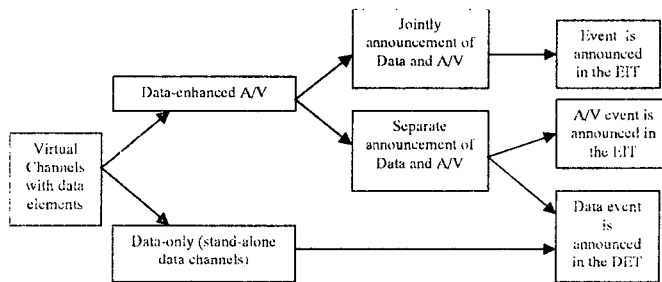 Jointly
announcement of
Data and A/V
Event is
announced
in the EIT
Data-enhanced A/V
Separate
announcement of
Data and A/V
A/V event is
announced in
the EIT
Virtual
Channels
with data
elements
Data-only (stand-alone
data channels)
Data event
is
announced
in the DET